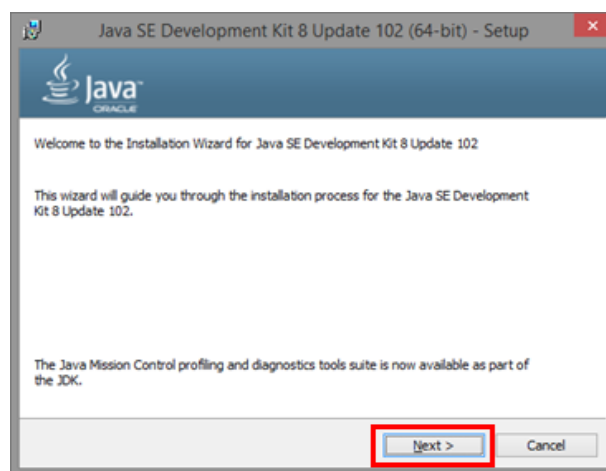 Java SE Development Kit 8 Update 102 (64-bit) - Setup
Java™
ORACLE
Welcome to the Installation Wizard for Java SE Development Kit 8 Update 102
This wizard will guide you through the installation process for the Java SE Development
Kit 8 Update 102.
The Java Mission Control profiling and diagnostics tools suite is now available as part of
the JDK.
Next > Cancel